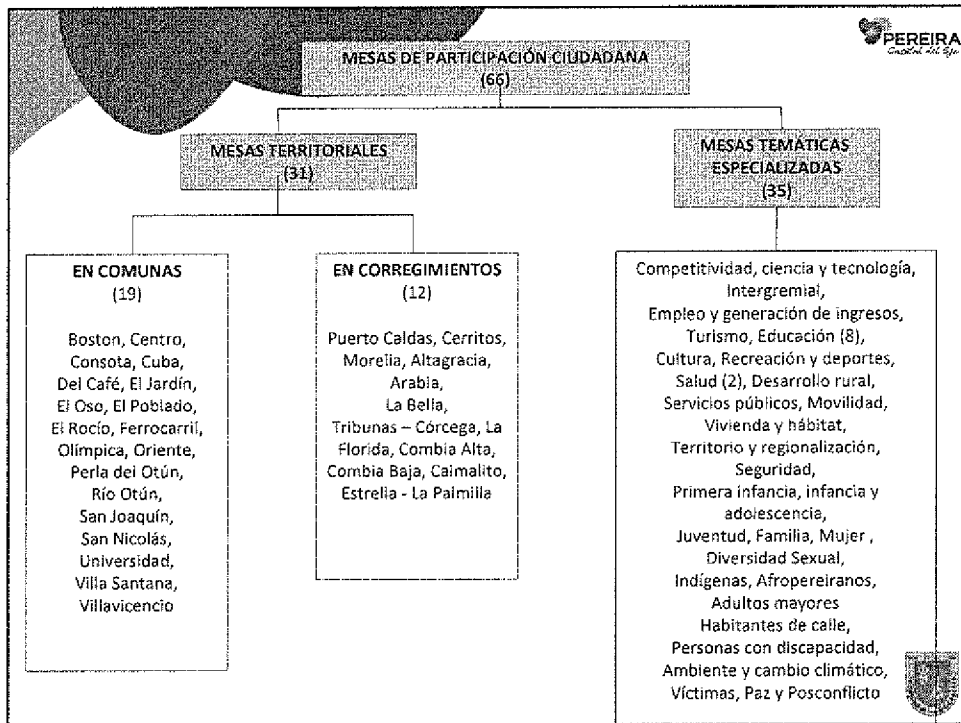 PEREIRA
Capital del Eje
MESAS DE PARTICIPACIÓN CIUDADANA
(66)
MESAS TERRITORIALES
(31)
MESAS TEMÁTICAS
ESPECIALIZADAS
(35)
EN COMUNAS
(19)
Boston, Centro,
Consota, Cuba,
Del Café, El Jardín,
El Oso, El Poblado,
El Rocío, Ferrocarril,
Olímpica, Oriente,
Perla del Otún,
Río Otún,
San Joaquín,
San Nicolás,
Universidad,
Villa Santana,
Villavicencio
EN CORREGIMIENTOS
(12)
Puerto Caldas, Cerritos,
Morelia, Altagracia,
Arabia,
La Bella,
Tribunas – Córcega, La
Florida, Combia Alta,
Combia Baja, Caimalito,
Estrella - La Palmilla
Competitividad, ciencia y tecnología,
Intergremial,
Empleo y generación de ingresos,
Turismo, Educación (8),
Cultura, Recreación y deportes,
Salud (2), Desarrollo rural,
Servicios públicos, Movilidad,
Vivienda y hábitat,
Territorio y regionalización,
Seguridad,
Primera infancia, infancia y
adolescencia,
Juventud, Familia, Mujer ,
Diversidad Sexual,
Indígenas, Afropereiranos,
Adultos mayores
Habitantes de calle,
Personas con discapacidad,
Ambiente y cambio climático,
Víctimas, Paz y Posconflicto